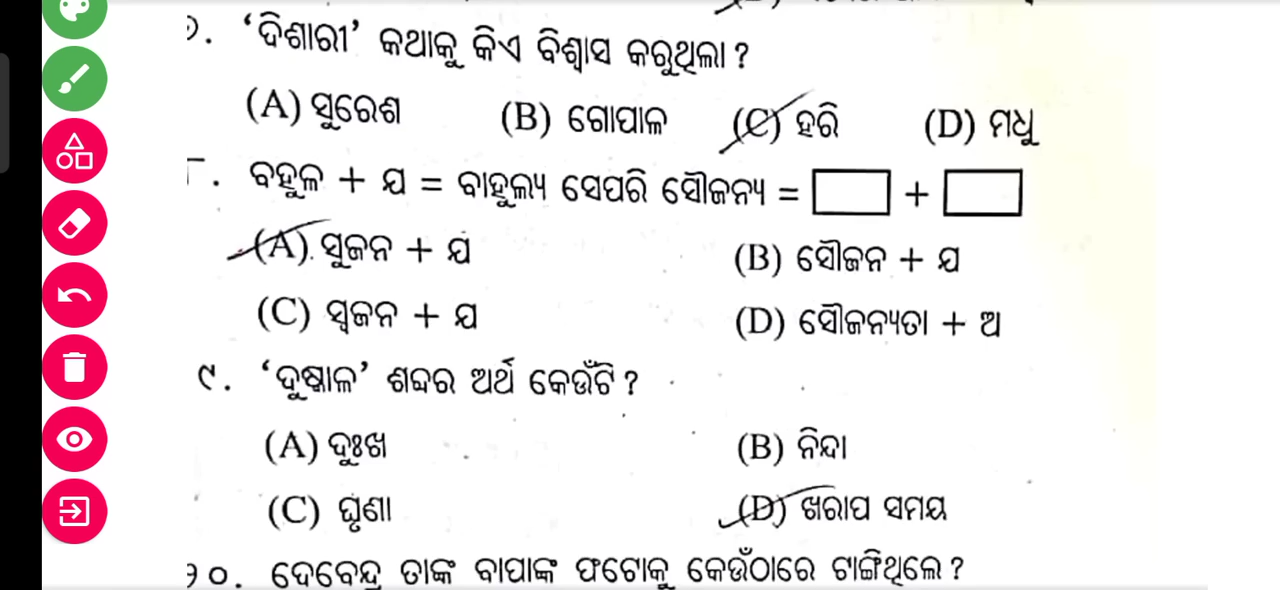 ୭. ‘ଦିଶାରୀ’ କଥାକୁ କିଏ ବିଶ୍ୱାସ କରୁଥିଲା ?
(A) ସୁରେଶ (B) ଗୋପାଳ (C) ହରି (D) ମଧୁ
୮. ବହୁଳ + ଯ = ବାହୁଲ୍ୟ ସେପରି ସୌଜନ୍ୟ = +
(A) ସୁଜନ + ଯ (B) ସୌଜନ + ଯ
(C) ସ୍ୱଜନ + ଯ (D) ସୌଜନ୍ୟତା + ଅ
୯. ‘ଦୁଷ୍କାଳ’ ଶବ୍ଦର ଅର୍ଥ କେଉଁଟି ?
(A) ଦୁଃଖ (B) ନିନ୍ଦା
(C) ଘୃଣା (D) ଖରାପ ସମୟ
୨୦. ଦେବେନ୍ଦ୍ର ତାଙ୍କ ବାପାଙ୍କ ଫଟୋକୁ କେଉଁଠାରେ ଟାଙ୍ଗିଥିଲେ ?